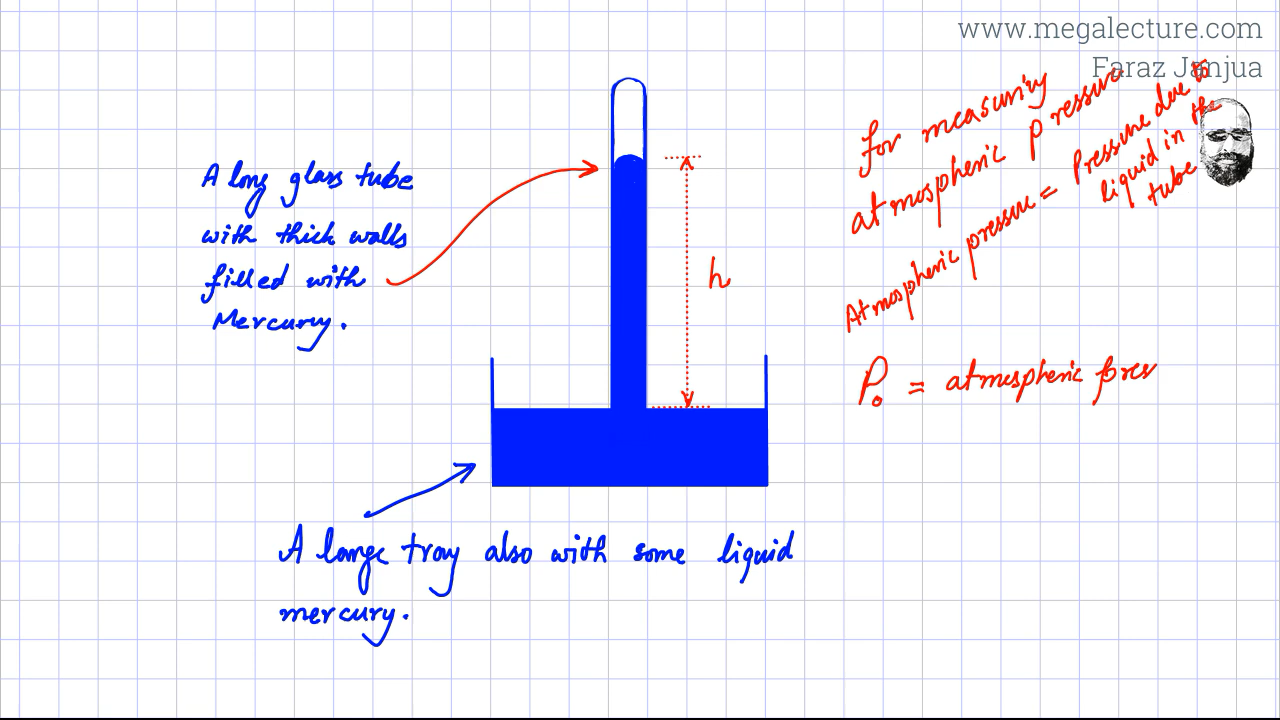 www.megalecture.com
Faraz Janjua
A long glass tube
with thick walls
filled with
Mercury.
h
for measuring
atmospheric pressure
Atmospheric pressure = Pressure due to
liquid in the
tube
P₀ = atmospheric pres
A large tray also with some liquid
mercury.